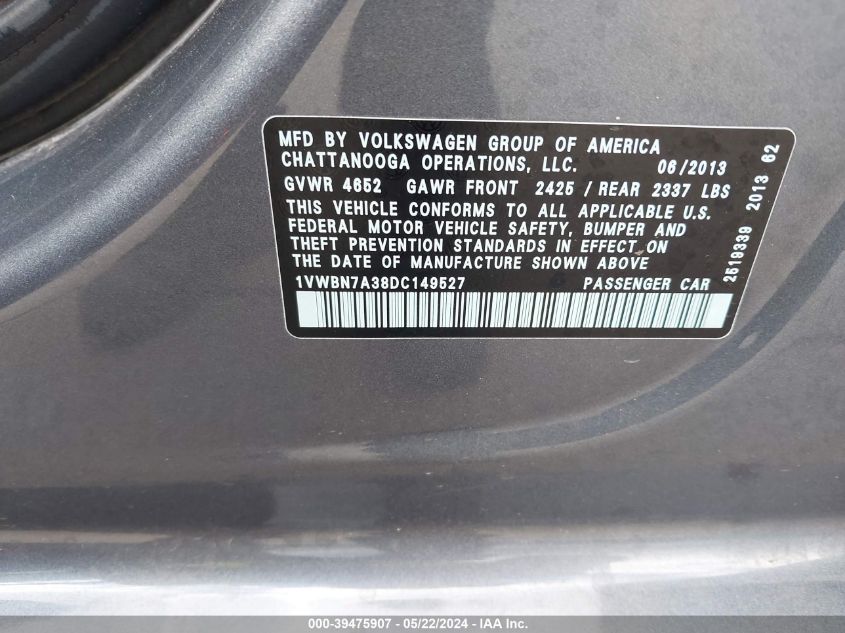 MFD BY VOLKSWAGEN GROUP OF AMERICA
CHATTANOOGA OPERATIONS, LLC. 06/2013
GVWR 4652 GAWR FRONT 2425 / REAR 2337 LBS
THIS VEHICLE CONFORMS TO ALL APPLICABLE U.S.
FEDERAL MOTOR VEHICLE SAFETY, BUMPER AND
THEFT PREVENTION STANDARDS IN EFFECT ON
THE DATE OF MANUFACTURE SHOWN ABOVE
1VWBN7A38DC149527 PASSENGER CAR
2519339 2013 62
000-39475907 - 05/22/2024 - IAA Inc.